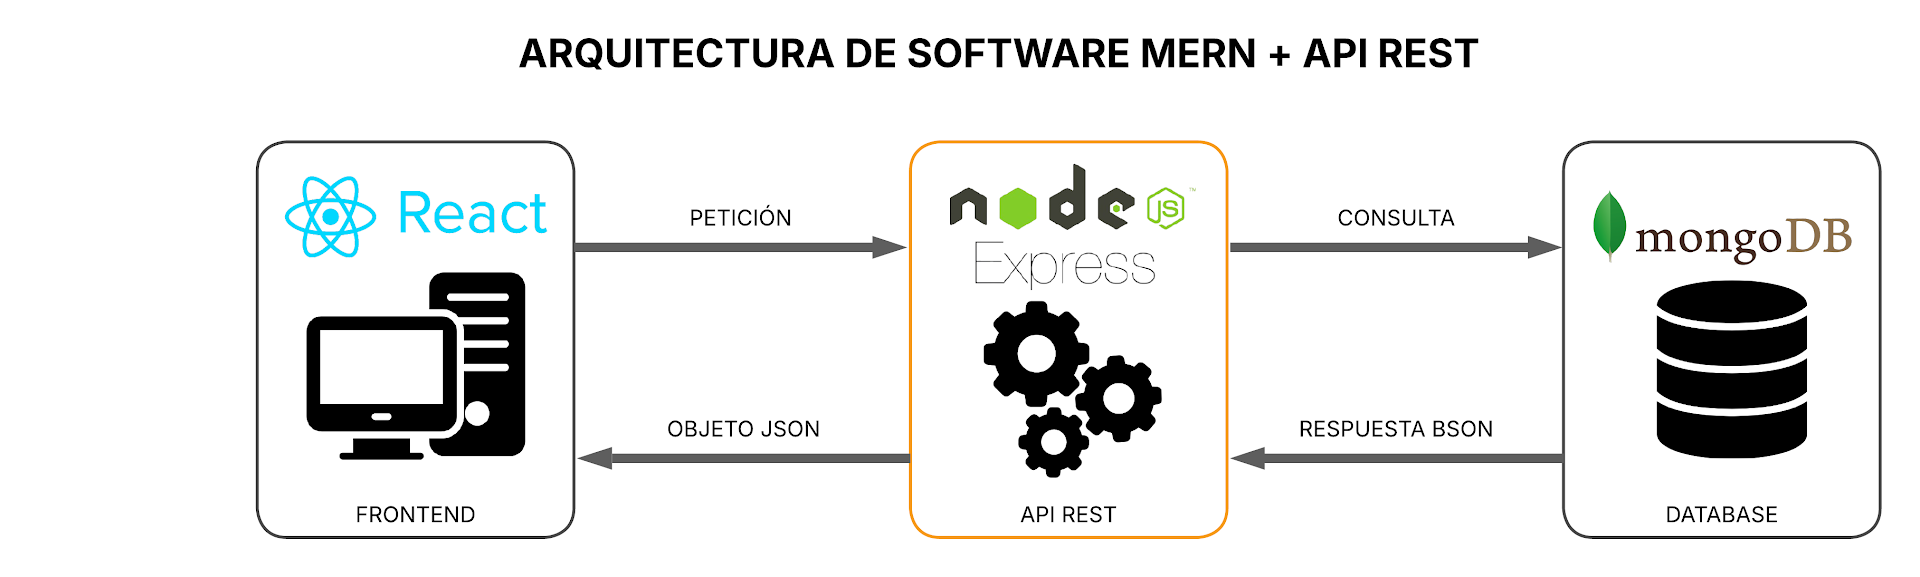 ARQUITECTURA DE SOFTWARE MERN + API REST
React
PETICIÓN
node
JS
™
Express
CONSULTA
mongoDB
OBJETO JSON
RESPUESTA BSON
FRONTEND
API REST
DATABASE